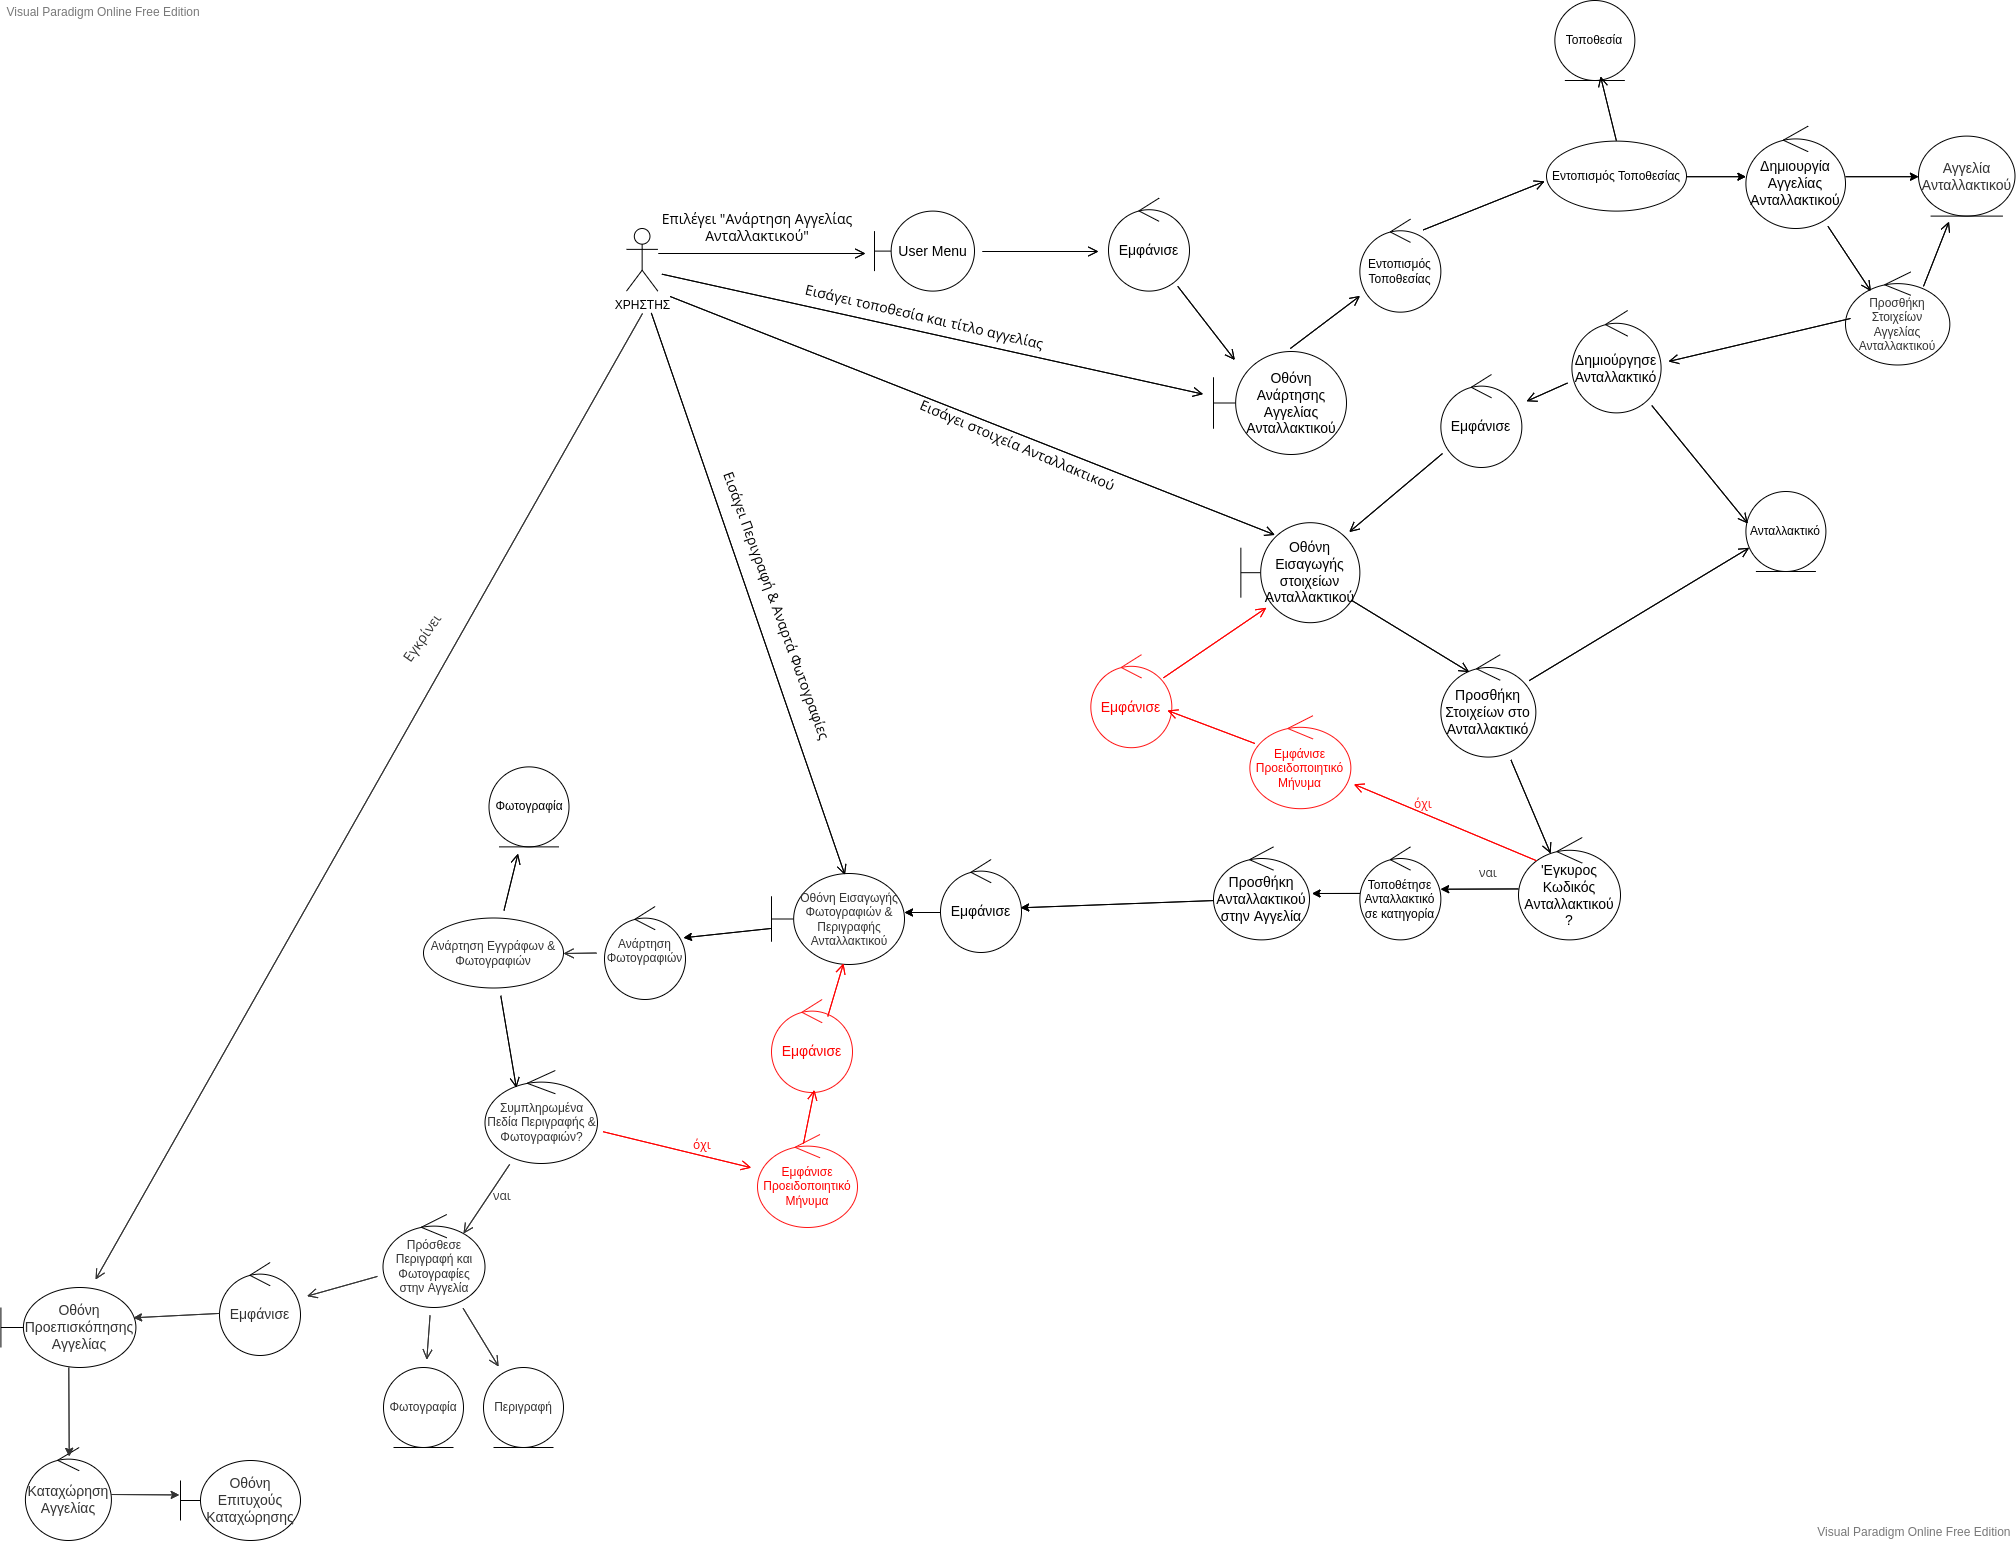 Visual Paradigm Online Free Edition
Τοποθεσία
Εντοπισμός Τοποθεσίας
Δημιουργία
Αγγελίας
Ανταλλακτικού
Αγγελία
Ανταλλακτικού
Επιλέγει "Ανάρτηση Αγγελίας
Ανταλλακτικού"
User Menu
Εμφάνισε
Εντοπισμός
Τοποθεσίας
ΧΡΗΣΤΗΣ
Εισάγει τοποθεσία και τίτλο αγγελίας
Προσθήκη
Στοιχείων
Αγγελίας
Ανταλλακτικού
Δημιούργησε
Ανταλλακτικό
Οθόνη
Ανάρτησης
Αγγελίας
Ανταλλακτικού
Εμφάνισε
Εισάγει στοιχεία Ανταλλακτικού
Ανταλλακτικό
Οθόνη
Εισαγωγής
στοιχείων
Ανταλλακτικού
Εισάγει Περιγραφή & Αναρτά Φωτογραφίες
Εγκρίνει
Εμφάνισε
Προσθήκη
Στοιχείων στο
Ανταλλακτικό
Εμφάνισε
Προειδοποιητικό
Μήνυμα
όχι
Φωτογραφία
'Εγκυρος
Κωδικός
Ανταλλακτικού
?
ναι
Τοποθέτησε
Ανταλλακτικό
σε κατηγορία
Προσθήκη
Ανταλλακτικού
στην Αγγελία
Εμφάνισε
Οθόνη Εισαγωγής
Φωτογραφιών &
Περιγραφής
Ανταλλακτικού
Ανάρτηση
Φωτογραφιών
Ανάρτηση Εγγράφων &
Φωτογραφιών
Εμφάνισε
Συμπληρωμένα
Πεδία Περιγραφής &
Φωτογραφιών?
όχι
Εμφάνισε
Προειδοποιητικό
Μήνυμα
ναι
Πρόσθεσε
Περιγραφή και
Φωτογραφίες
στην Αγγελία
Εμφάνισε
Οθόνη
Προεπισκόπησης
Αγγελίας
Φωτογραφία
Περιγραφή
Καταχώρηση
Αγγελίας
Οθόνη
Επιτυχούς
Καταχώρησης
Visual Paradigm Online Free Edition